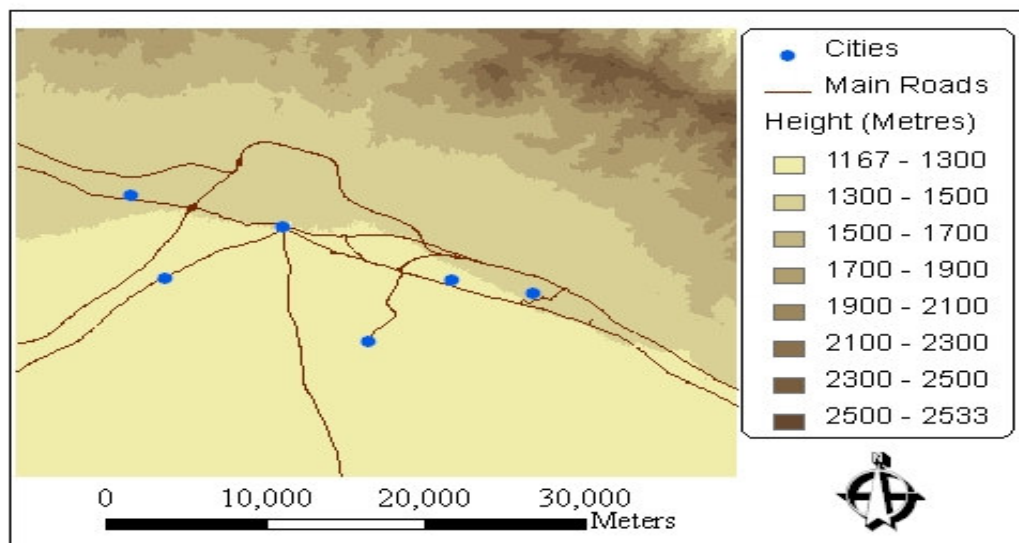 Cities
Main Roads
Height (Metres)
1167 - 1300
1300 - 1500
1500 - 1700
1700 - 1900
1900 - 2100
2100 - 2300
2300 - 2500
2500 - 2533
N
0 10,000 20,000 30,000
Meters